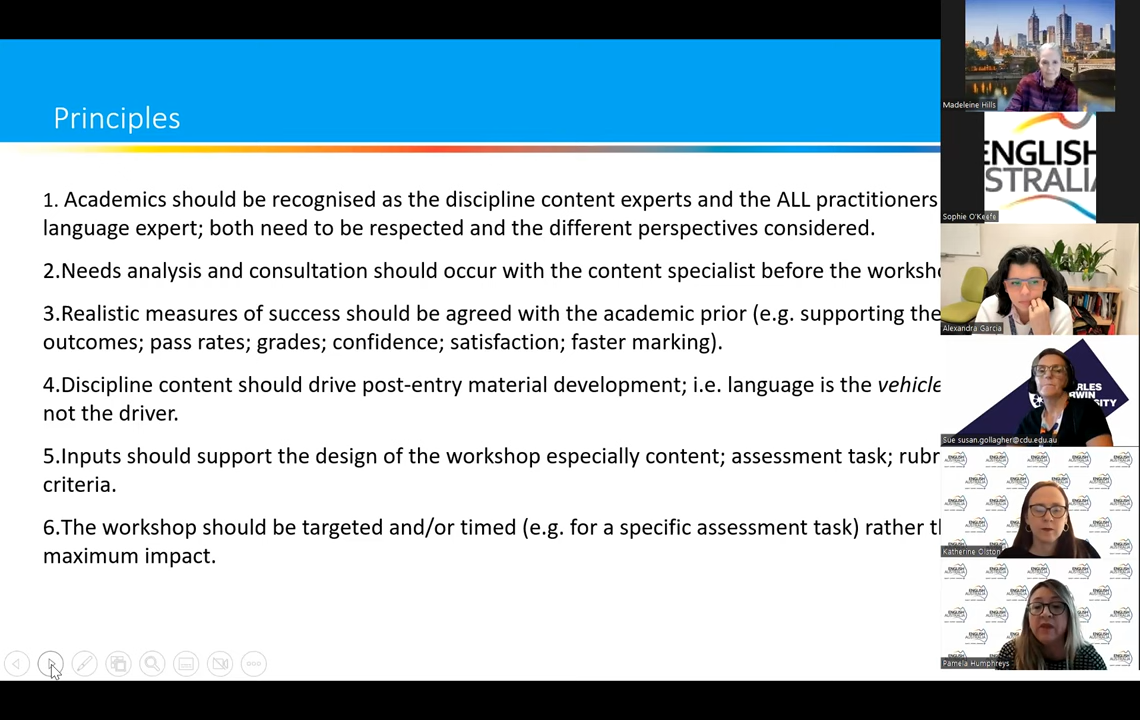 Principles
1. Academics should be recognised as the discipline content experts and the ALL practitioners
language expert; both need to be respected and the different perspectives considered.
2.Needs analysis and consultation should occur with the content specialist before the
3.Realistic measures of success should be agreed with the academic prior (e.g. supporting the
outcomes; pass rates; grades; confidence; satisfaction; faster marking).
4.Discipline content should drive post-entry material development; i.e. language is the vehicle
not the driver.
5.Inputs should support the design of the workshop especially content; assessment task;
criteria.
6.The workshop should be targeted and/or timed (e.g. for a specific assessment task) rather
maximum impact.
Madeleine Hills
ENGLISH
Sophie O'Keefe
Alexandra Garcia
Sue susan.gollagher@cdu.edu.au
Katherine Olston
Pamela Humphreys